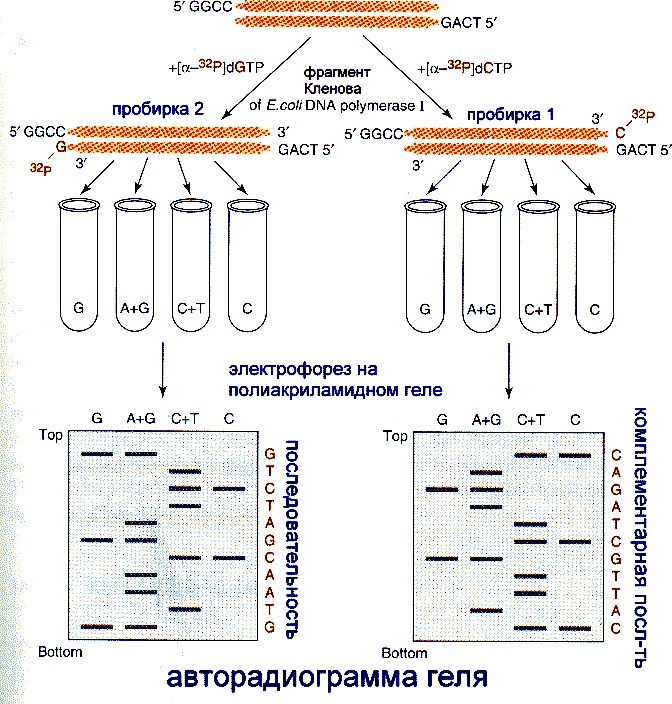 5′ GGCC
GACT 5′
+[α–32P]dGTP
+[α–32P]dCTP
фрагмент
Кленова
of E.coli DNA polymerase I
пробирка 2
пробирка 1
5′ GGCC
3′
G
32P
3′
GACT 5′
5′ GGCC
3′
C
32P
3′
GACT 5′
G A+G C+T C
G A+G C+T C
электрофорез на
полиакриламидном геле
G A+G C+T C
Top
G
T
C
T
A
G
C
A
A
T
G
последовательность
Bottom
G A+G C+T C
Top
C
A
G
A
T
C
G
T
T
A
C
комплементарная посл-ть
Bottom
авторадиограмма геля